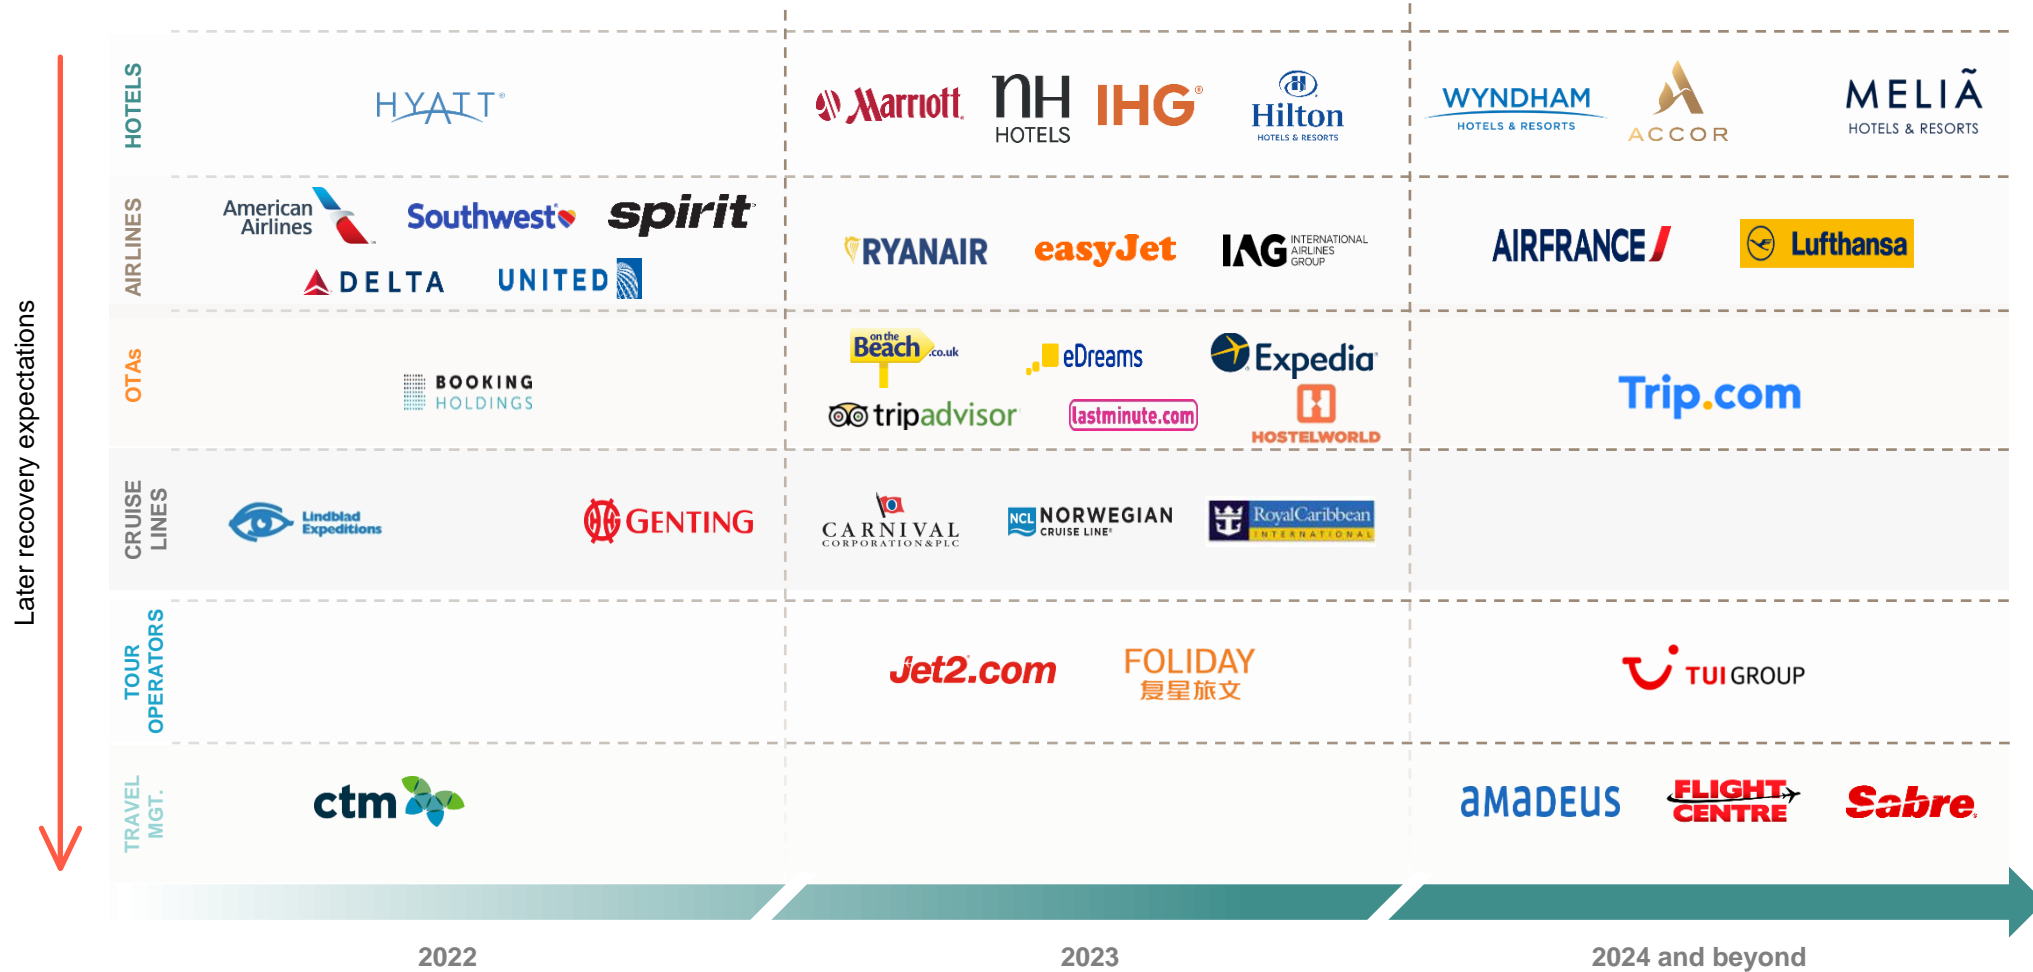 Later recovery expectations
HOTELS
HYATT®
Marriott
nH
HOTELS
IHG®
Hilton
HOTELS & RESORTS
WYNDHAM
HOTELS & RESORTS
ACCOR
MELIÃ
HOTELS & RESORTS
AIRLINES
American
Airlines
Southwest
spirit
DELTA
UNITED
RYANAIR
easyJet
IAG
INTERNATIONAL
AIRLINES
GROUP
AIRFRANCE
Lufthansa
OTAs
BOOKING
HOLDINGS
on the
Beach.co.uk
eDreams
Expedia
tripadvisor
lastminute.com
HOSTELWORLD
Trip.com
CRUISE
LINES
Lindblad
Expeditions
GENTING
CARNIVAL
CORPORATION&PLC
NCL
NORWEGIAN
CRUISE LINE®
RoyalCaribbean
INTERNATIONAL
TOUR
OPERATORS
Jet2.com
FOLIDAY
复星旅文
TUI GROUP
TRAVEL
MGT.
ctm
aMaDEUS
FLIGHT
CENTRE
Sabre
2022
2023
2024 and beyond